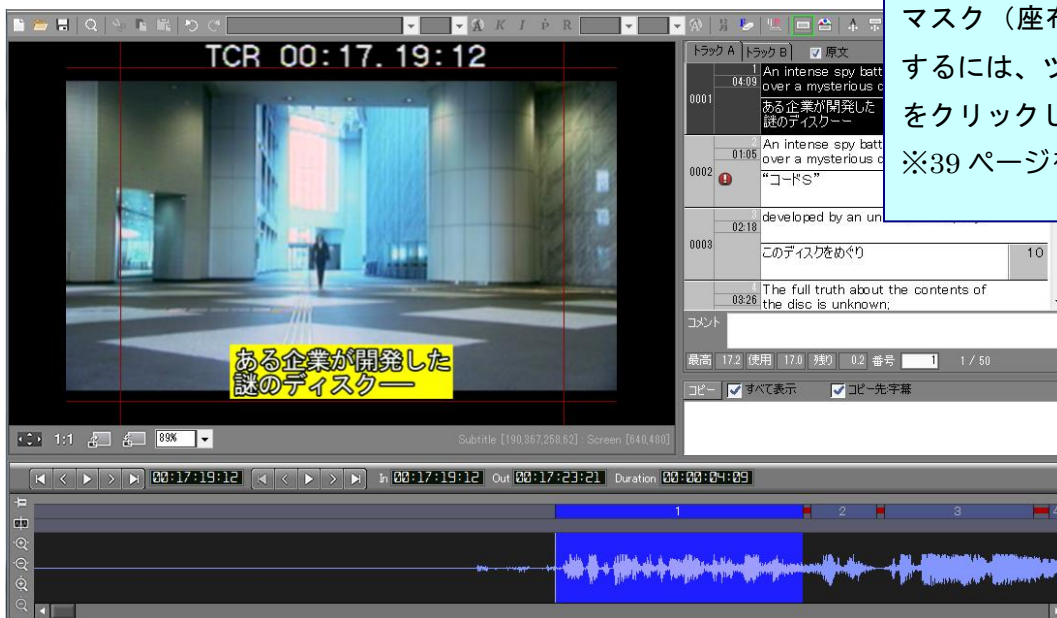 K I P R
マスク（座
するには、
をクリックし
※39 ページ
TCR 00:17.19:12
ある企業が開発した
謎のディスク――
トラック A トラック B 原文
1
04:09
0001
An intense spy batt
over a mysterious
ある企業が開発した
謎のディスクーー
2
01:05
0002
An intense spy batt
over a mysterious
“コードS”
3
02:18
0003
developed by an un
このディスクをめぐり
10
4
03:26
The full truth about the contents of
the disc is unknown;
コメント
最高 17.2 使用 17.0 残り 0.2 番号 1 1 / 50
コピー すべて表示 コピー先:字幕
1:1 89% Subtitle [190,367,258,62] : Screen [640,480]
00:17:19:12 In 00:17:19:12 Out 00:17:23:21 Duration 00:00:04:09
1 2 3 4